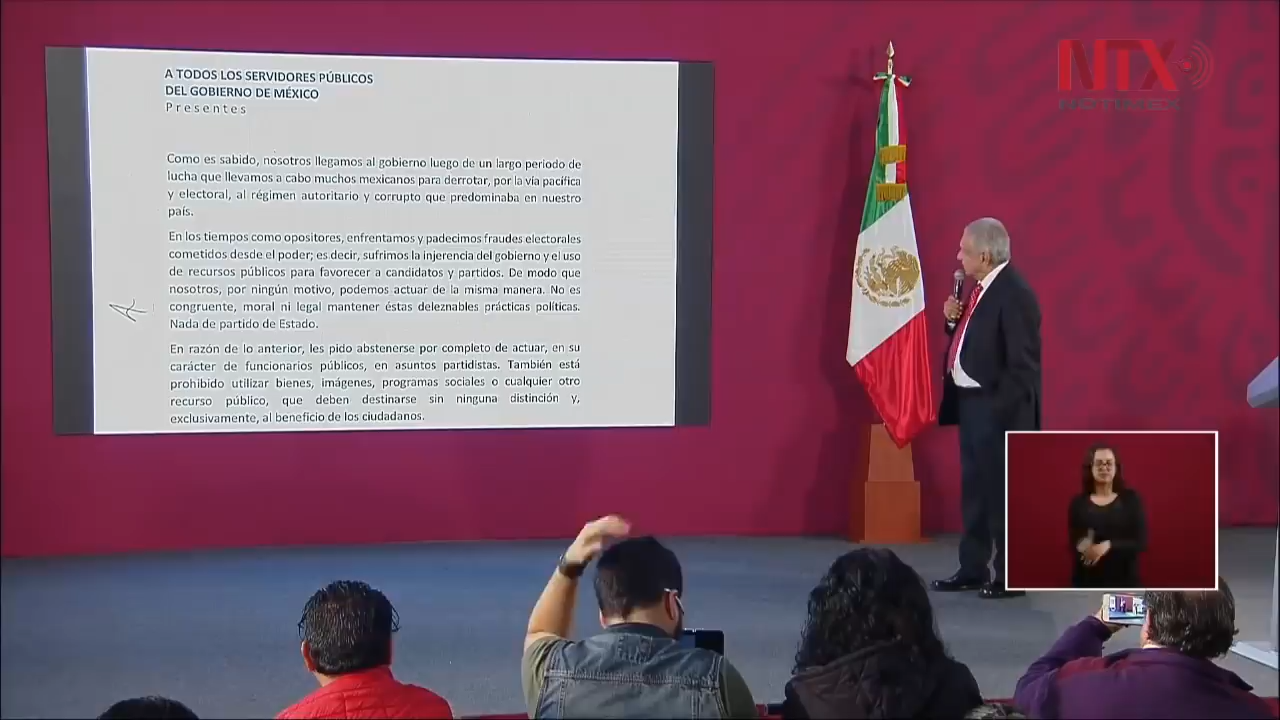 A TODOS LOS SERVIDORES PÚBLICOS
DEL GOBIERNO DE MÉXICO
Presentes
Como es sabido, nosotros llegamos al gobierno luego de un largo periodo de
lucha que llevamos a cabo muchos mexicanos para derrotar, por la vía pacífica
y electoral, al régimen autoritario y corrupto que predominaba en nuestro
país.
En los tiempos como opositores, enfrentamos y padecimos fraudes electorales
cometidos desde el poder; es decir, sufrimos la injerencia del gobierno y el uso
de recursos públicos para favorecer a candidatos y partidos. De modo que
nosotros, por ningún motivo, podemos actuar de la misma manera. No es
congruente, moral ni legal mantener éstas deleznables prácticas políticas.
Nada de partido de Estado.
En razón de lo anterior, les pido abstenerse por completo de actuar, en su
carácter de funcionarios públicos, en asuntos partidistas. También está
prohibido utilizar bienes, imágenes, programas sociales o cualquier otro
recurso público, que deben destinarse sin ninguna distinción y,
exclusivamente, al beneficio de los ciudadanos.
NTX
NOTIMEX